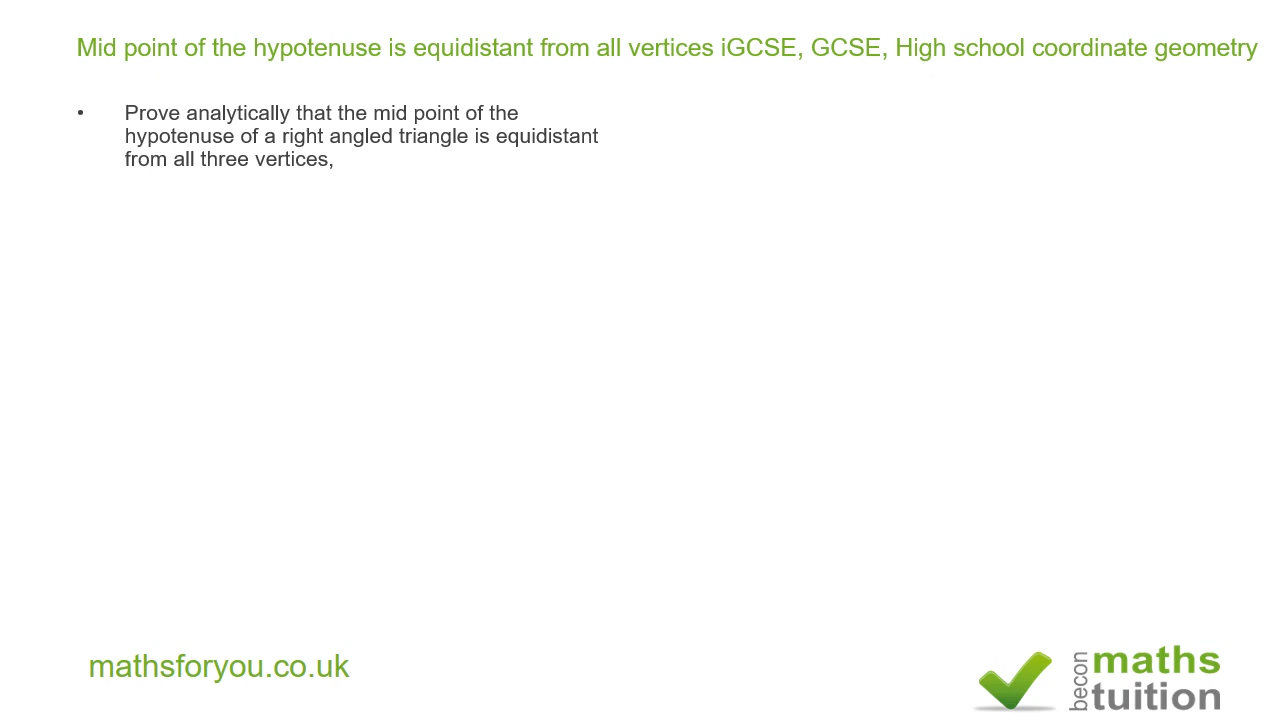 Mid point of the hypotenuse is equidistant from all vertices iGCSE, GCSE, High school coordinate geometry
• Prove analytically that the mid point of the
hypotenuse of a right angled triangle is equidistant
from all three vertices,
mathsforyou.co.uk
becon
maths
tuition